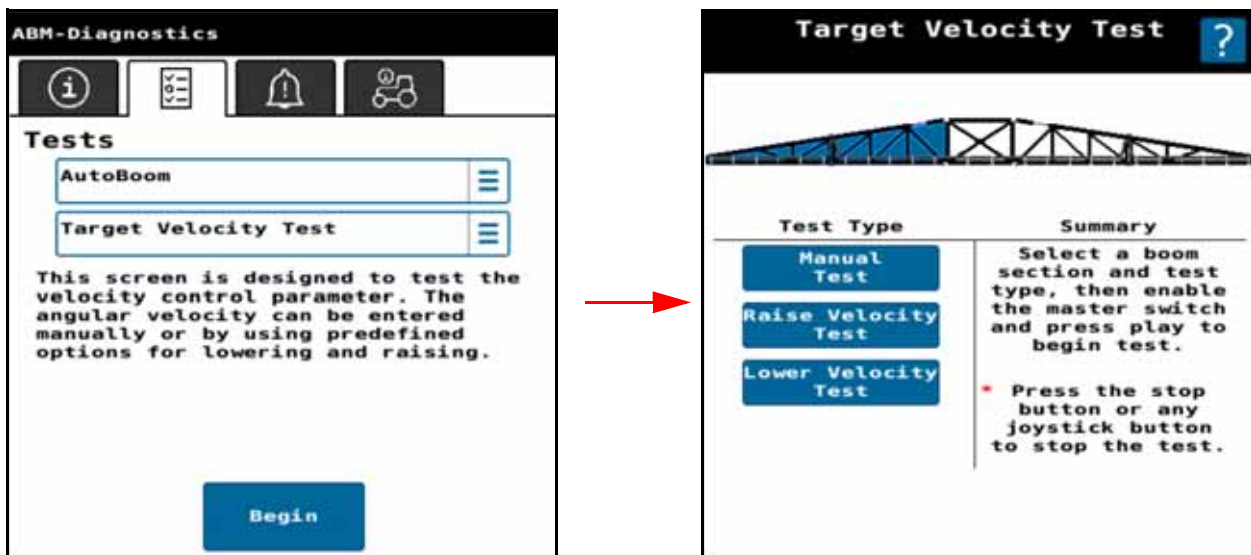 ABM-Diagnostics
Tests
AutoBoom
Target Velocity Test
This screen is designed to test the
velocity control parameter. The
angular velocity can be entered
manually or by using predefined
options for lowering and raising.
Begin
Target Velocity Test
?
Test Type
Manual
Test
Raise Velocity
Test
Lower Velocity
Test
Summary
Select a boom
section and test
type, then enable
the master switch
and press play to
begin test.
* Press the stop
button or any
joystick button
to stop the test.